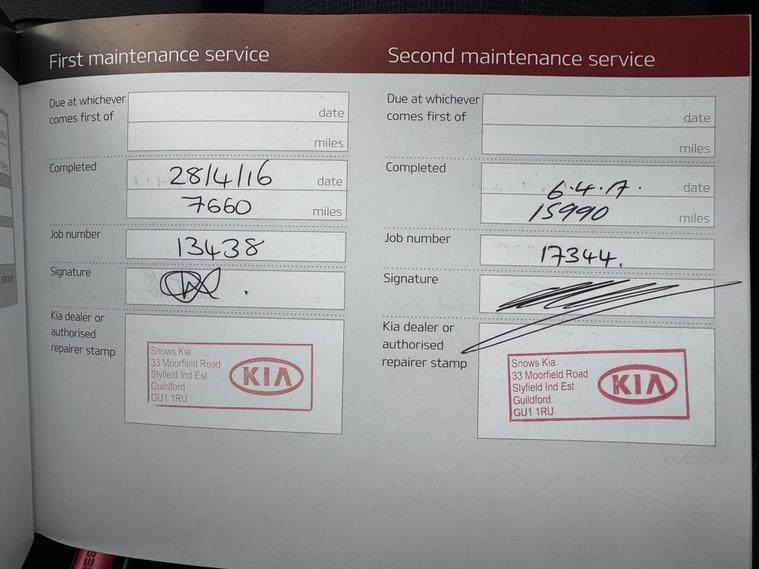 First maintenance service
Due at whichever
comes first of
date
miles
Completed
28/4/16 date
7660 miles
Job number
13438
Signature
Kia dealer or
authorised
repairer stamp
Snows Kia
33 Moorfield Road
Slyfield Ind Est
Guildford
GU1 1RU
KIA
Second maintenance service
Due at whichever
comes first of
date
miles
Completed
6.4.17. date
15990 miles
Job number
17344.
Signature
Kia dealer or
authorised
repairer stamp
Snows Kia
33 Moorfield Road
Slyfield Ind Est
Guildford
GU1 1RU
KIA
above